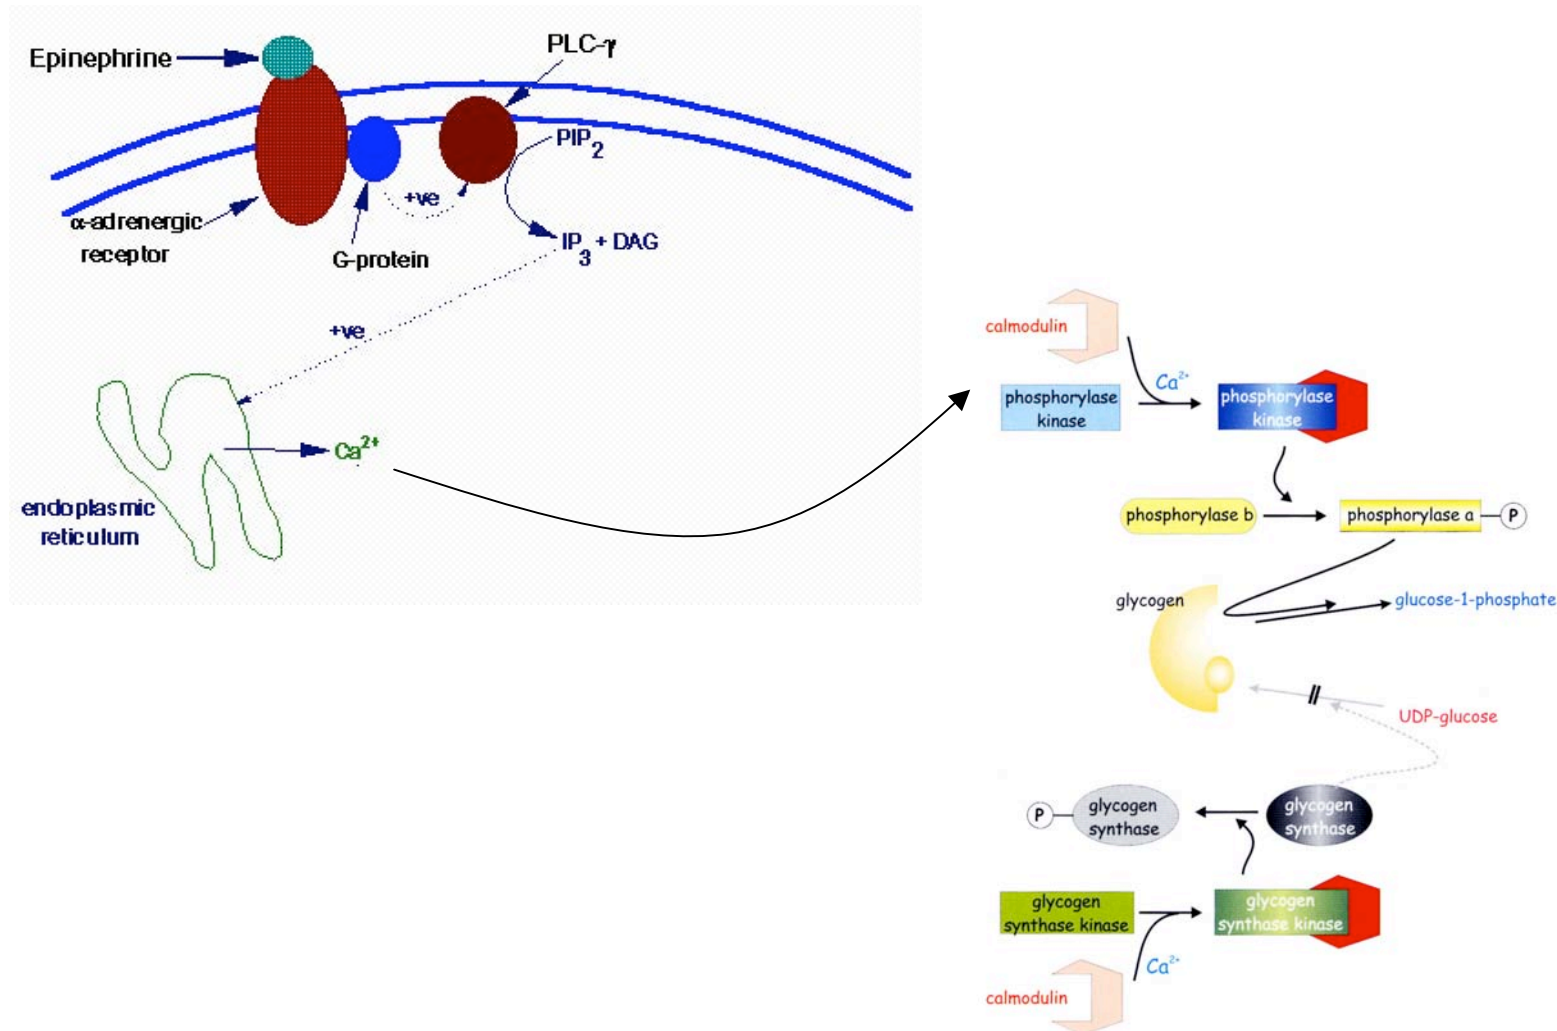 Epinephrine
PLC-γ
PIP2
+ve
α-adrenergic
receptor
G-protein
IP3 + DAG
+ve
Ca2+
endoplasmic
reticulum
calmodulin
Ca2+
phosphorylase
kinase
phosphorylase
kinase
phosphorylase b
phosphorylase a
P
glycogen
glucose-1-phosphate
UDP-glucose
P
glycogen
synthase
glycogen
synthase
glycogen
synthase kinase
glycogen
synthase kinase
Ca2+
calmodulin